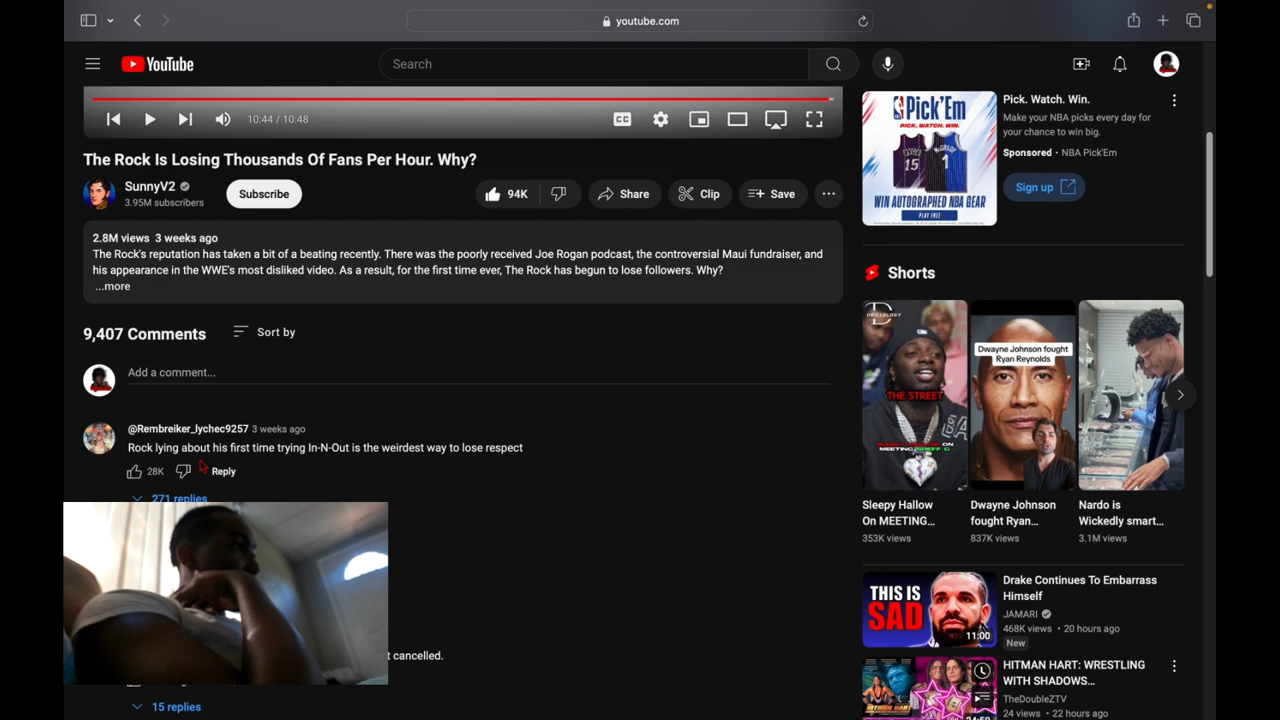 youtube.com
YouTube
Search
10:44 / 10:48
CC
The Rock Is Losing Thousands Of Fans Per Hour. Why?
SunnyV2
3.95M subscribers
Subscribe
94K
Share
Clip
Save
2.8M views 3 weeks ago
The Rock's reputation has taken a bit of a beating recently. There was the poorly received Joe Rogan podcast, the controversial Maui fundraiser, and
his appearance in the WWE's most disliked video. As a result, for the first time ever, The Rock has begun to lose followers. Why?
...more
9,407 Comments
Sort by
Add a comment...
@Rembreiker_lychec9257 3 weeks ago
Rock lying about his first time trying In-N-Out is the weirdest way to lose respect
28K
Reply
271 replies
t cancelled.
15 replies
Pick'Em
PICK. WATCH. WIN.
15
1
WIN AUTOGRAPHED NBA GEAR
PLAY FREE
Pick. Watch. Win.
Make your NBA picks every day for
your chance to win big.
Sponsored • NBA Pick'Em
Sign up
Shorts
THE STREET
Dwayne Johnson fought
Ryan Reynolds
Sleepy Hallow
On MEETING...
353K views
Dwayne Johnson
fought Ryan...
837K views
Nardo is
Wickedly smart...
3.1M views
THIS IS
SAD
11:00
Drake Continues To Embarrass
Himself
JAMARI
468K views • 20 hours ago
New
HITMAN HART: WRESTLING
WITH SHADOWS...
TheDoubleZTV
24 views • 22 hours ago